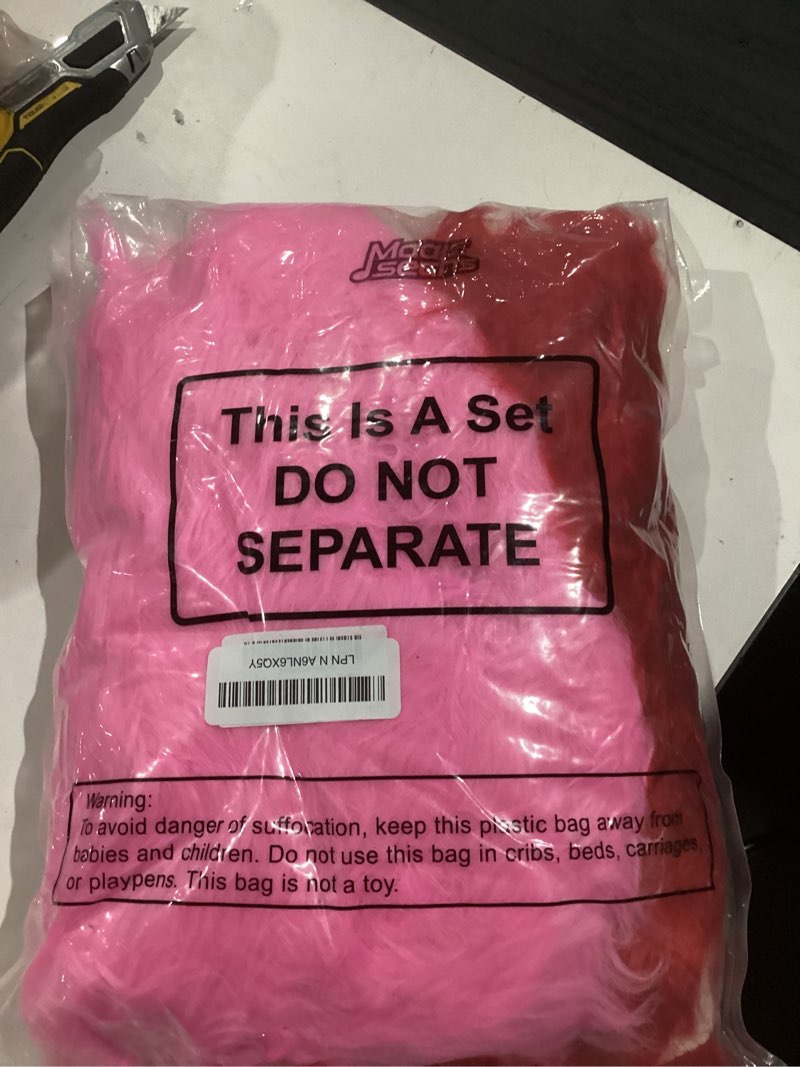 Magic
scens
This Is A Set
DO NOT
SEPARATE
LPN N A6NL6XQ5Y
Warning:
To avoid danger of suffocation, keep this plastic bag away from
babies and children. Do not use this bag in cribs, beds, carriages,
or playpens. This bag is not a toy.